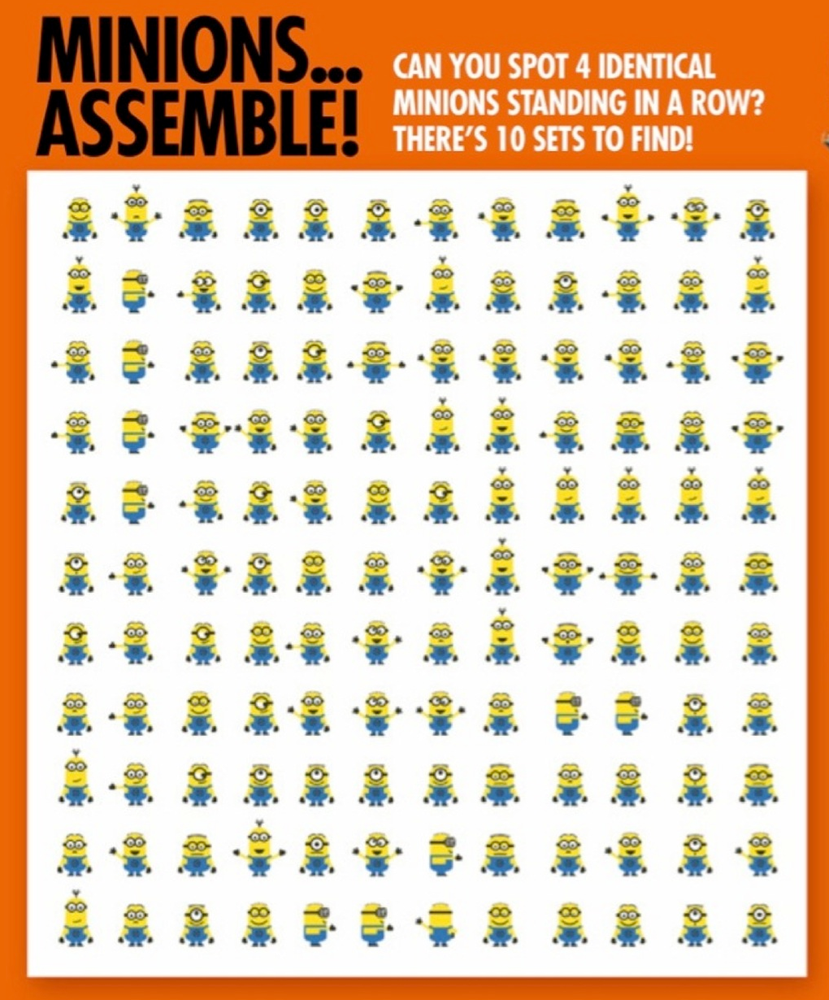 MINIONS...
ASSEMBLE!
CAN YOU SPOT 4 IDENTICAL
MINIONS STANDING IN A ROW?
THERE'S 10 SETS TO FIND!